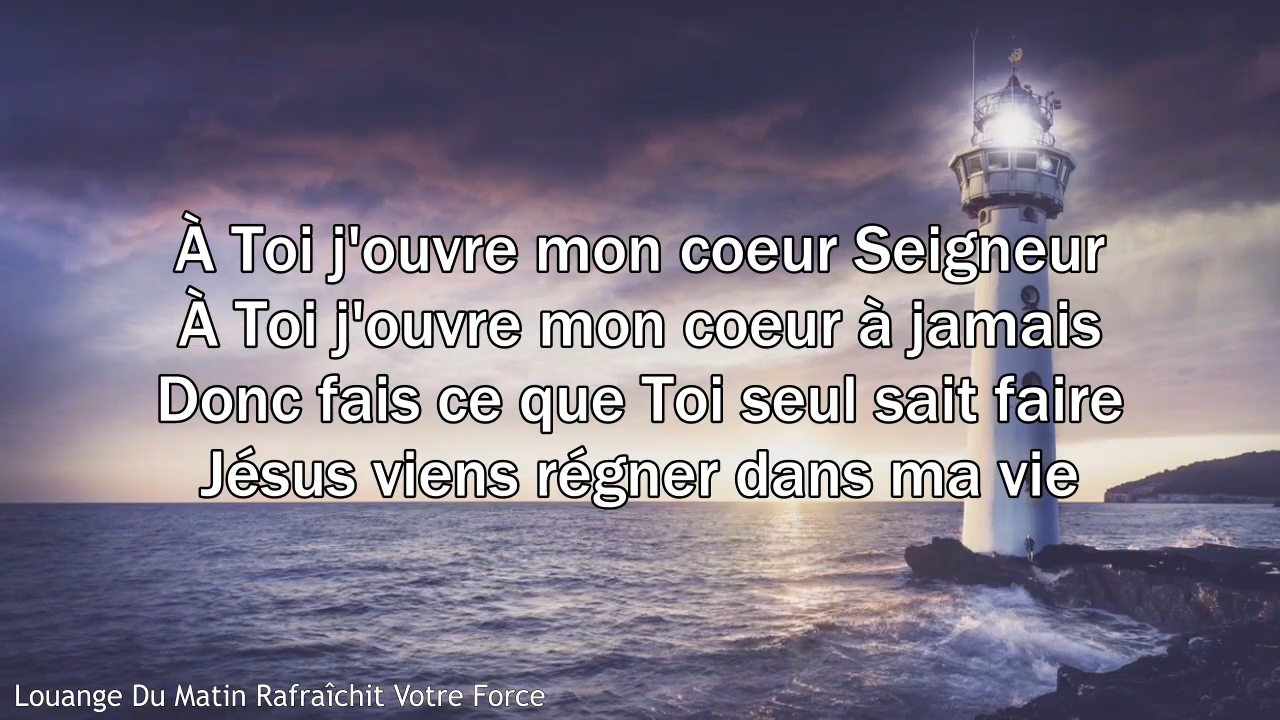 À Toi j'ouvre mon coeur Seigneur
À Toi j'ouvre mon coeur à jamais
Donc fais ce que Toi seul sait faire
Jésus viens régner dans ma vie
Louange Du Matin Rafraîchit Votre Force